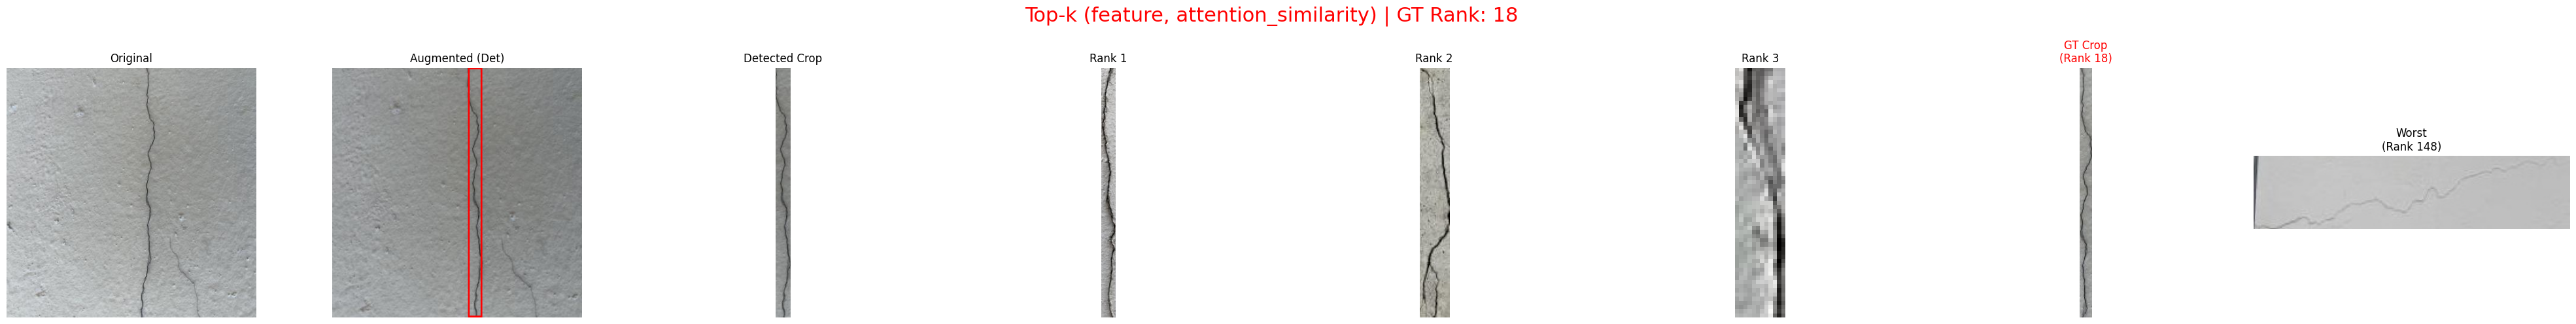 Top-k (feature, attention_similarity) | GT Rank: 18
Original
Augmented (Det)
Detected Crop
Rank 1
Rank 2
Rank 3
GT Crop
(Rank 18)
Worst
(Rank 148)